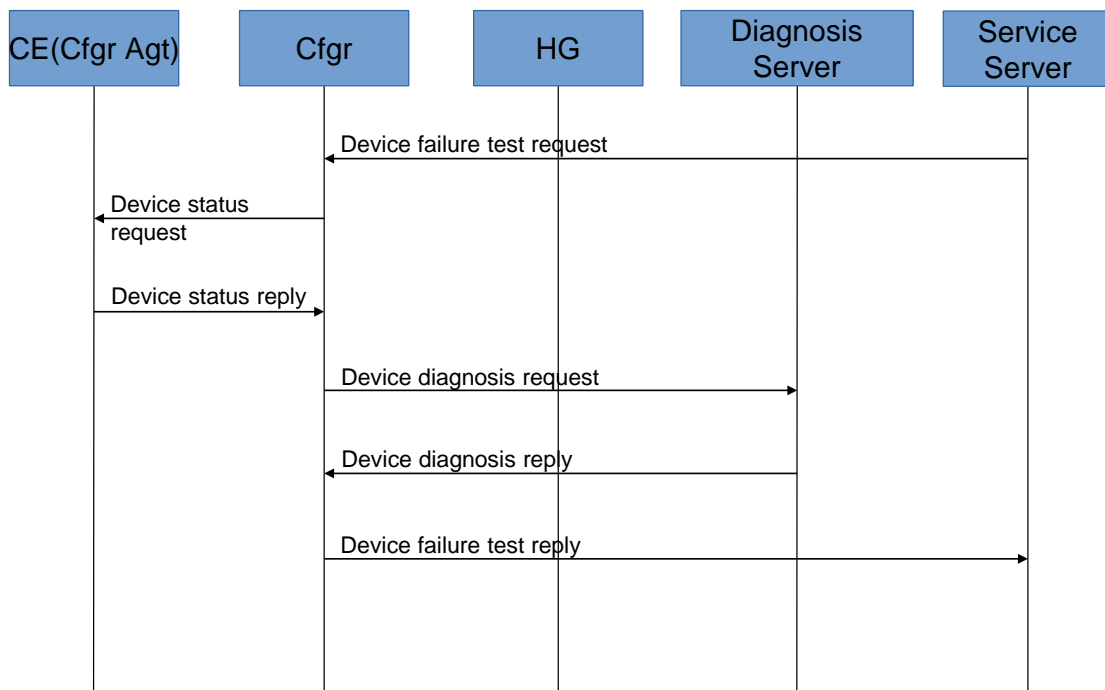 CE(Cfgr Agt)
Cfgr
HG
Diagnosis
Server
Service
Server
Device failure test request
Device status
request
Device status reply
Device diagnosis request
Device diagnosis reply
Device failure test reply